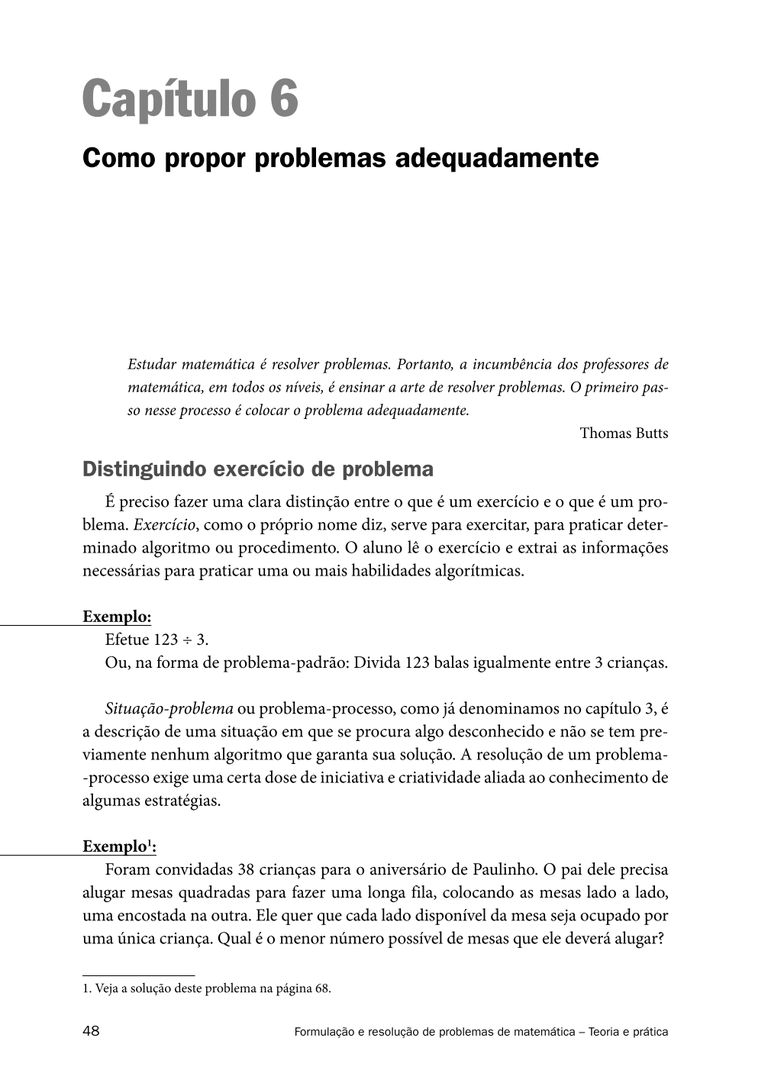 Capítulo 6
Como propor problemas adequadamente
Estudar matemática é resolver problemas. Portanto, a incumbência dos professores de
matemática, em todos os níveis, é ensinar a arte de resolver problemas. O primeiro pas-
so nesse processo é colocar o problema adequadamente.
Thomas Butts
Distinguindo exercício de problema
É preciso fazer uma clara distinção entre o que é um exercício e o que é um pro-
blema. Exercício, como o próprio nome diz, serve para exercitar, para praticar deter-
minado algoritmo ou procedimento. O aluno lê o exercício e extrai as informações
necessárias para praticar uma ou mais habilidades algorítmicas.
Exemplo:
Efetue 123 ÷ 3.
Ou, na forma de problema-padrão: Divida 123 balas igualmente entre 3 crianças.
Situação-problema ou problema-processo, como já denominamos no capítulo 3, é
a descrição de uma situação em que se procura algo desconhecido e não se tem pre-
viamente nenhum algoritmo que garanta sua solução. A resolução de um problema-
-processo exige uma certa dose de iniciativa e criatividade aliada ao conhecimento de
algumas estratégias.
Exemplo¹:
Foram convidadas 38 crianças para o aniversário de Paulinho. O pai dele precisa
alugar mesas quadradas para fazer uma longa fila, colocando as mesas lado a lado,
uma encostada na outra. Ele quer que cada lado disponível da mesa seja ocupado por
uma única criança. Qual é o menor número possível de mesas que ele deverá alugar?
1. Veja a solução deste problema na página 68.
48 Formulação e resolução de problemas de matemática – Teoria e prática